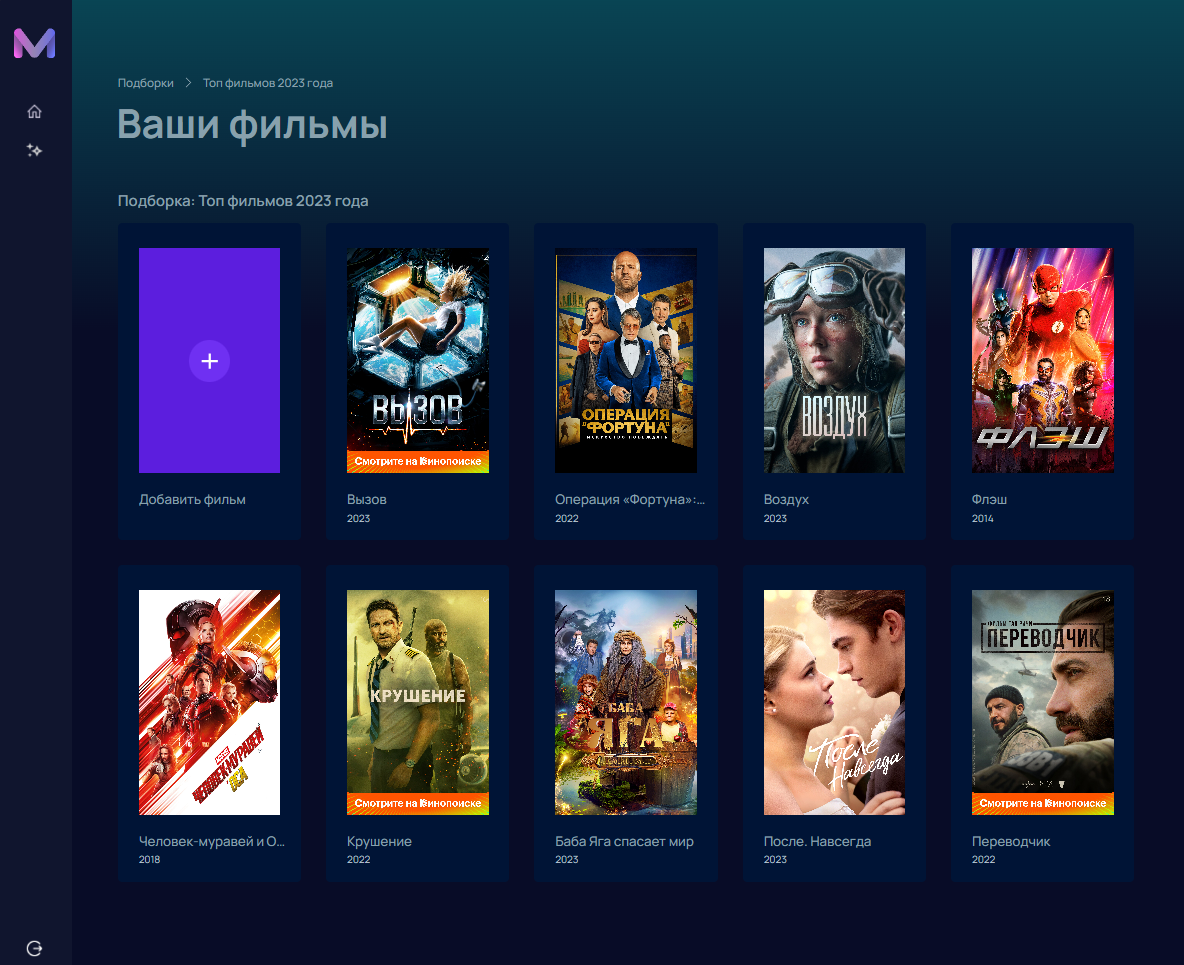 Подборки
Топ фильмов 2023 года
Ваши фильмы
Подборка: Топ фильмов 2023 года
ВЫЗОВ
Смотрите на Кинопоиске
ОПЕРАЦИЯ
"ФОРТУНА"
ИСКУССТВО ПОБЕЖДАТЬ
ВОЗДУХ
ФЛЭШ
Добавить фильм
Вызов
2023
Операция «Фортуна»:...
2022
Воздух
2023
Флэш
2014
ЧЕЛОВЕК-МУРАВЕЙ
ОСА
КРУШЕНИЕ
Смотрите на Кинопоиске
БАБА
ЯГА
После
Навсегда
ФИЛЬМ ГАЯ РИЧИ
ПЕРЕВОДЧИК
Смотрите на Кинопоиске
Человек-муравей и О...
2018
Крушение
2022
Баба Яга спасает мир
2023
После. Навсегда
2023
Переводчик
2022